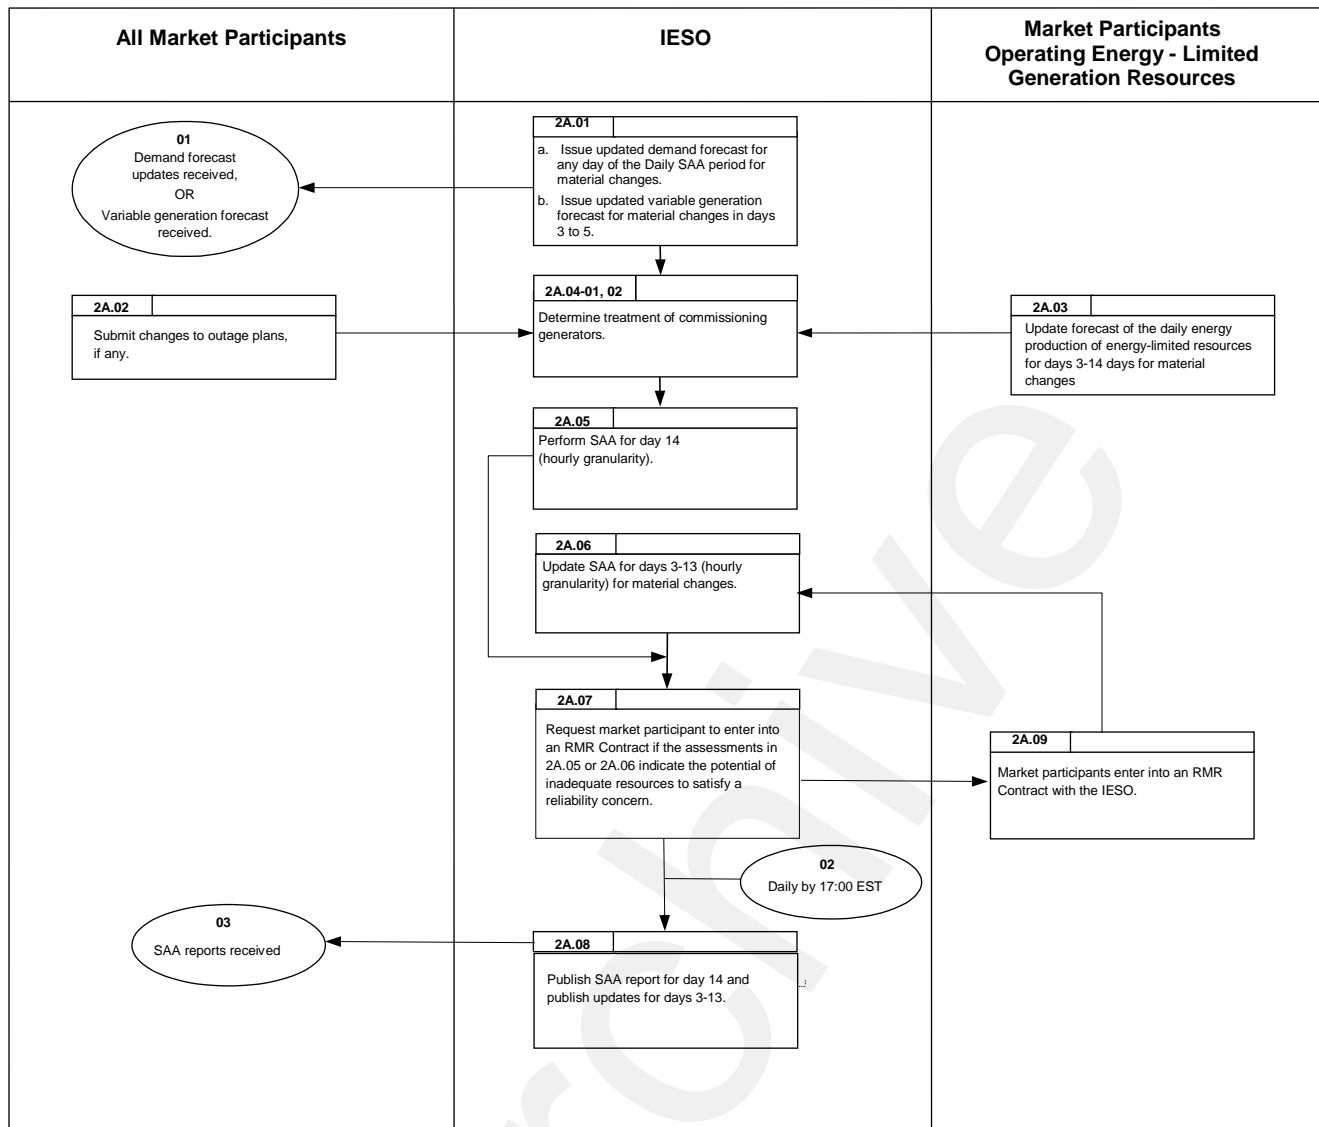 All Market Participants
IESO
Market Participants
Operating Energy - Limited
Generation Resources
01
Demand forecast
updates received,
OR
Variable generation forecast
received.
2A.01
a. Issue updated demand forecast for
any day of the Daily SAA period for
material changes.
b. Issue updated variable generation
forecast for material changes in days
3 to 5.
2A.02
Submit changes to outage plans,
if any.
2A.04-01, 02
Determine treatment of commissioning
generators.
2A.03
Update forecast of the daily energy
production of energy-limited resources
for days 3-14 days for material
changes
2A.05
Perform SAA for day 14
(hourly granularity).
2A.06
Update SAA for days 3-13 (hourly
granularity) for material changes.
2A.07
Request market participant to enter into
an RMR Contract if the assessments in
2A.05 or 2A.06 indicate the potential of
inadequate resources to satisfy a
reliability concern.
2A.09
Market participants enter into an RMR
Contract with the IESO.
02
Daily by 17:00 EST
03
SAA reports received
2A.08
Publish SAA report for day 14 and
publish updates for days 3-13.
rchive